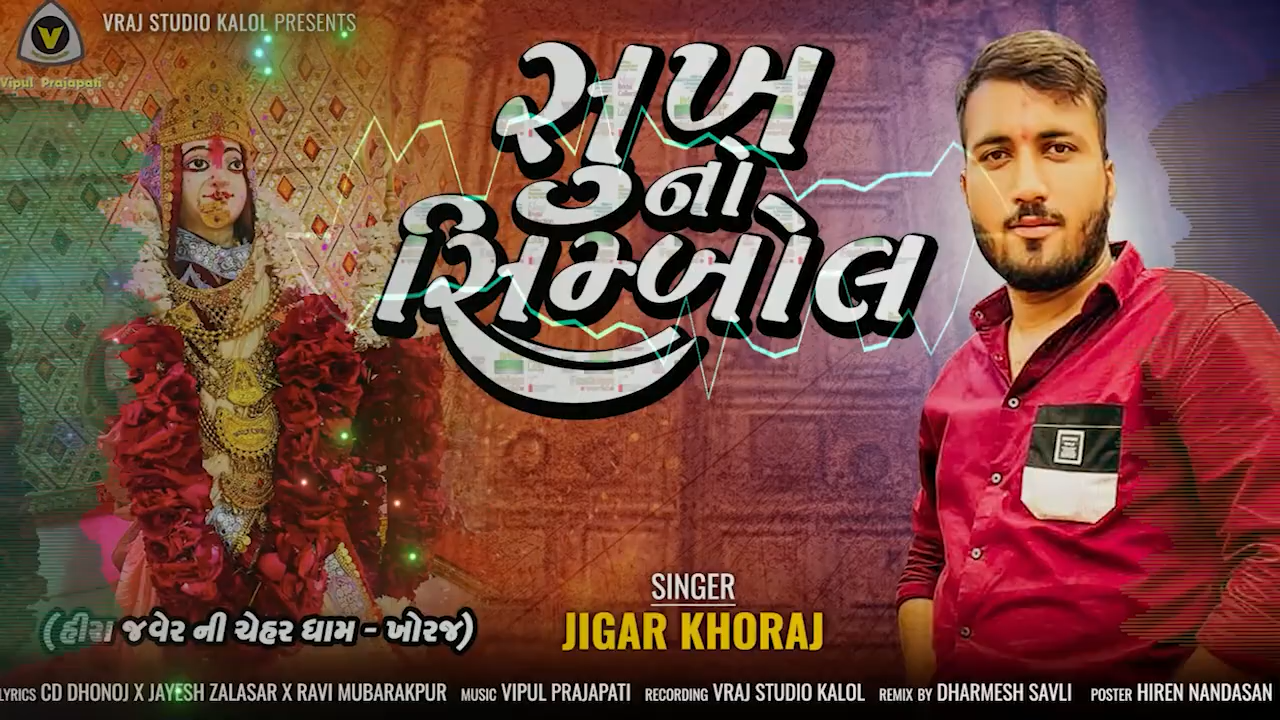 VRAJ STUDIO KALOL PRESENTS
V
Vipul Prajapati
સુખ
નો
સિમ્બોલ
SINGER
JIGAR KHORAJ
(હીરા જવેર ની ચેહર ધામ - ખોરજ)
LYRICS CD DHONOJ X JAYESH ZALASAR X RAVI MUBARAKPUR MUSIC VIPUL PRAJAPATI RECORDING VRAJ STUDIO KALOL REMIX BY DHARMESH SAVLI POSTER HIREN NANDASAN